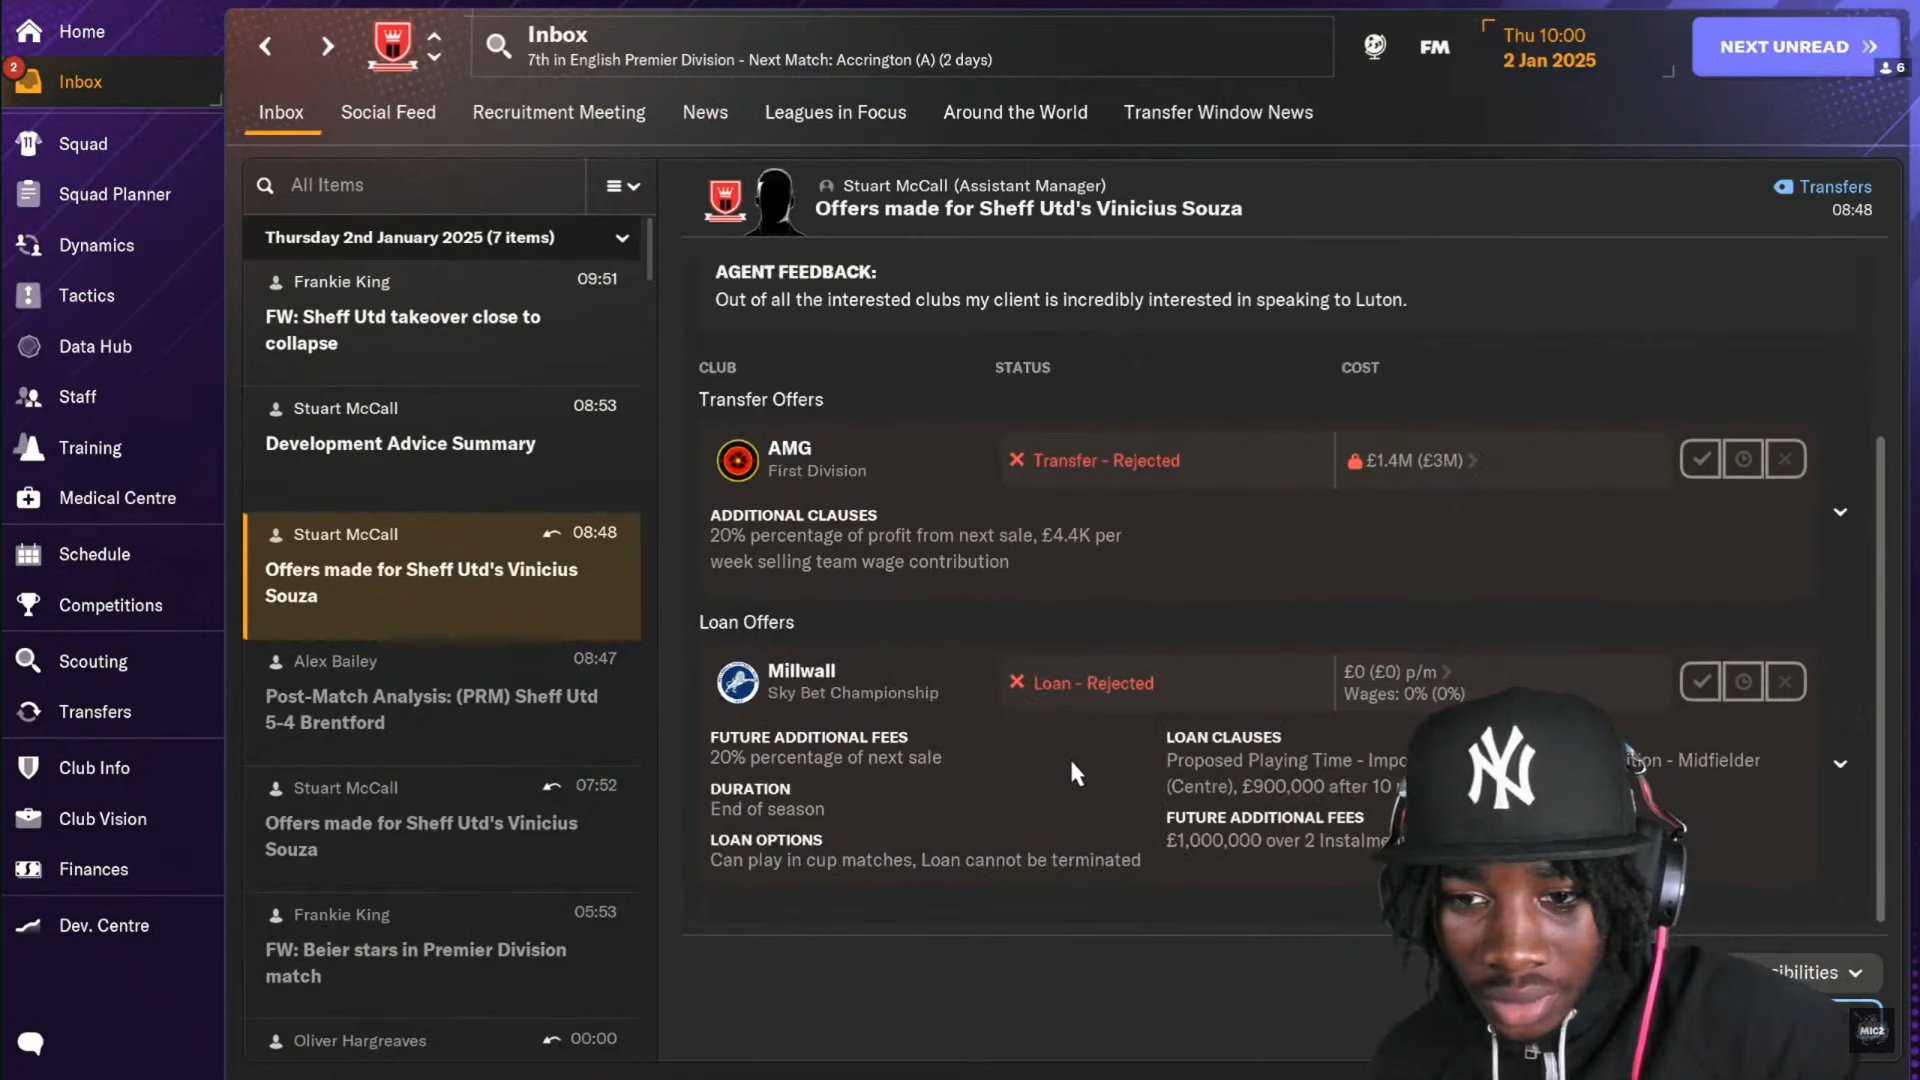 Home
2
Inbox
Squad
Squad Planner
Dynamics
Tactics
Data Hub
Staff
Training
Medical Centre
Schedule
Competitions
Scouting
Transfers
Club Info
Club Vision
Finances
Dev. Centre
Inbox
7th in English Premier Division - Next Match: Accrington (A) (2 days)
FM
Thu 10:00
2 Jan 2025
NEXT UNREAD
6
Inbox
Social Feed
Recruitment Meeting
News
Leagues in Focus
Around the World
Transfer Window News
All Items
Thursday 2nd January 2025 (7 items)
Frankie King
09:51
FW: Sheff Utd takeover close to
collapse
Stuart McCall
08:53
Development Advice Summary
Stuart McCall
08:48
Offers made for Sheff Utd's Vinicius
Souza
Alex Bailey
08:47
Post-Match Analysis: (PRM) Sheff Utd
5-4 Brentford
Stuart McCall
07:52
Offers made for Sheff Utd's Vinicius
Souza
Frankie King
05:53
FW: Beier stars in Premier Division
match
Oliver Hargreaves
00:00
Stuart McCall (Assistant Manager)
Offers made for Sheff Utd's Vinicius Souza
Transfers
08:48
AGENT FEEDBACK:
Out of all the interested clubs my client is incredibly interested in speaking to Luton.
CLUB
STATUS
COST
Transfer Offers
AMG
First Division
Transfer - Rejected
£1.4M (£3M)
ADDITIONAL CLAUSES
20% percentage of profit from next sale, £4.4K per
week selling team wage contribution
Loan Offers
Millwall
Sky Bet Championship
Loan - Rejected
£0 (£0) p/m
Wages: 0% (0%)
FUTURE ADDITIONAL FEES
20% percentage of next sale
DURATION
End of season
LOAN OPTIONS
Can play in cup matches, Loan cannot be terminated
LOAN CLAUSES
Proposed Playing Time - Impo tion - Midfielder
(Centre), £900,000 after 10
FUTURE ADDITIONAL FEES
£1,000,000 over 2 Instalme
sibilities
NY
MICZ